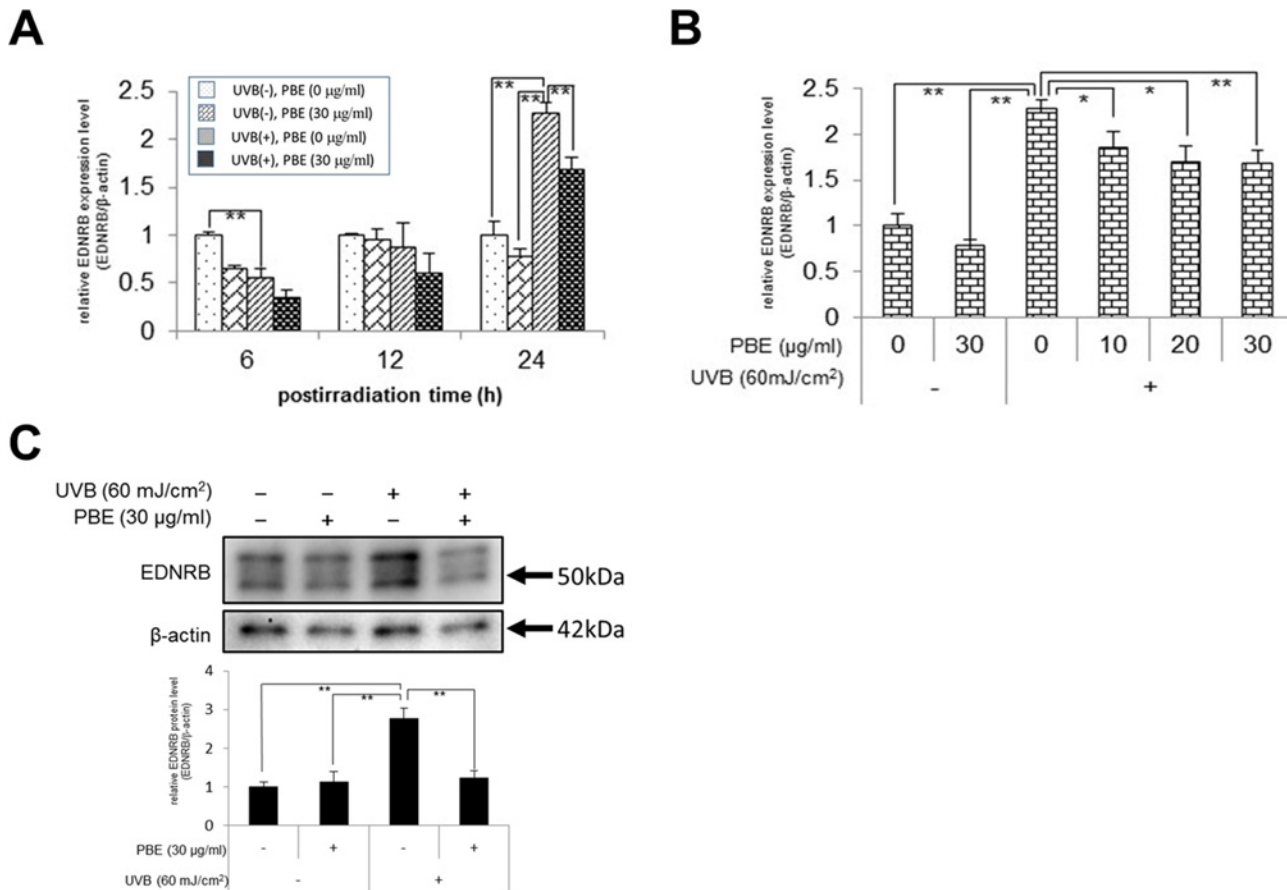 A
relative EDNRB expression level
(EDNRB/β-actin)
2.5
2
1.5
1
0.5
0
UVB(-), PBE (0 µg/ml)
UVB(-), PBE (30 µg/ml)
UVB(+), PBE (0 µg/ml)
UVB(+), PBE (30 µg/ml)
**
**
**
**
6 12 24
postirradiation time (h)
B
relative EDNRB expression level
(EDNRB/β-actin)
2.5
2
1.5
1
0.5
0
** ** * * **
PBE (µg/ml) 0 30 0 10 20 30
UVB (60mJ/cm²) - +
C
UVB (60 mJ/cm²) – – + +
PBE (30 µg/ml) – + – +
EDNRB 50kDa
β-actin 42kDa
relative EDNRB protein level
(EDNRB/β-actin)
4
3
2
1
0
** ** **
PBE (30 µg/ml) - + - +
UVB (60 mJ/cm²) - +